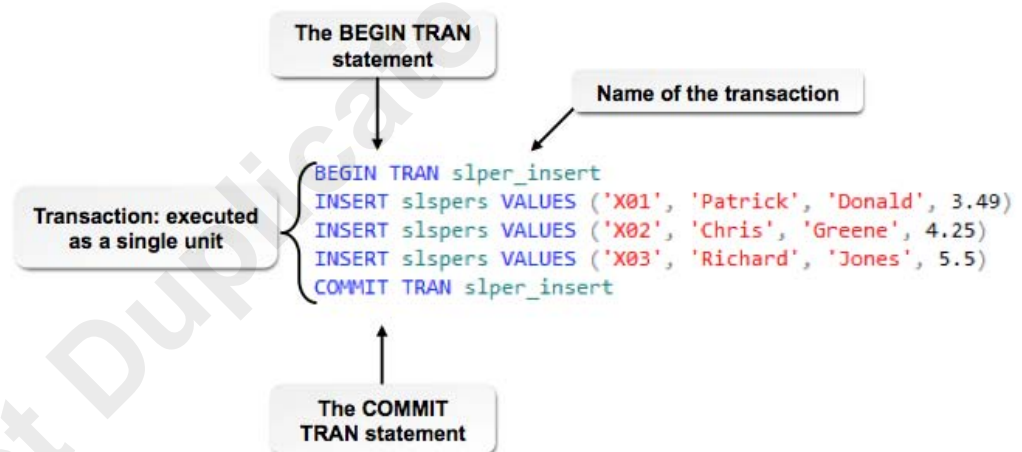 The BEGIN TRAN
statement
Name of the transaction
Transaction: executed
as a single unit
BEGIN TRAN slper_insert
INSERT slspers VALUES ('X01', 'Patrick', 'Donald', 3.49)
INSERT slspers VALUES ('X02', 'Chris', 'Greene', 4.25)
INSERT slspers VALUES ('X03', 'Richard', 'Jones', 5.5)
COMMIT TRAN slper_insert
The COMMIT
TRAN statement
Duplicate